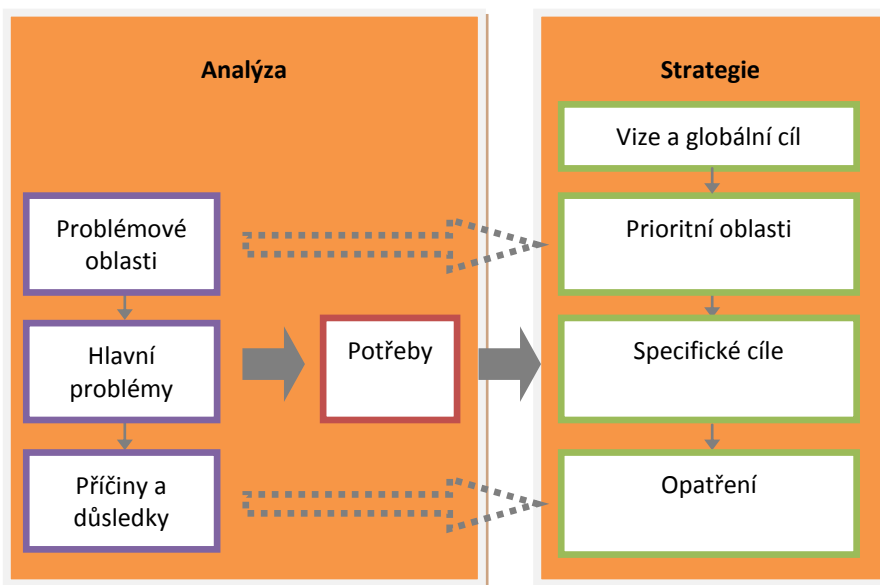 Analýza
Problémové
oblasti
Hlavní
problémy
Příčiny a
důsledky
Potřeby
Strategie
Vize a globální cíl
Prioritní oblasti
Specifické cíle
Opatření